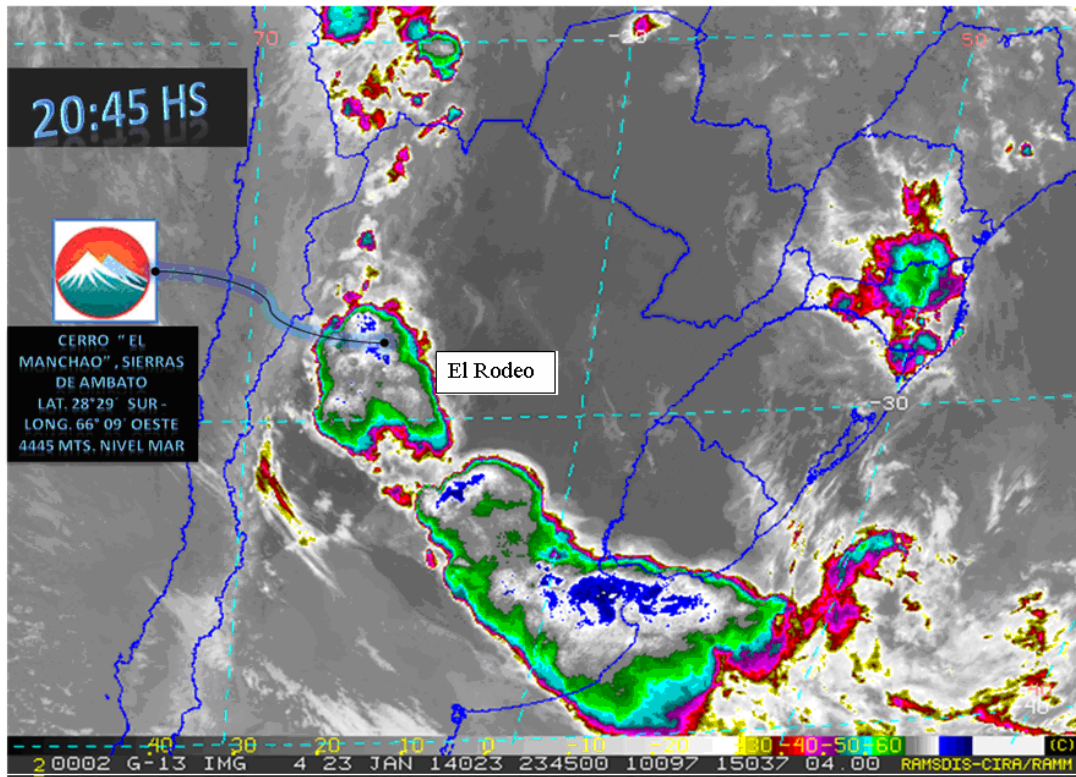 70
50
20:45 HS
CERRO "EL
MANCHAO", SIERRAS
DE AMBATO
LAT. 28°29´ SUR -
LONG. 66° 09´ OESTE
4445 MTS. NIVEL MAR
El Rodeo
-30
40 30 20 10 0 -10 -20 -30 -40 -50 -60 (C)
2 0002 G-13 IMG 4 23 JAN 14023 234500 10097 15037 04.00 RAMSDIS-CIRA/RAMM